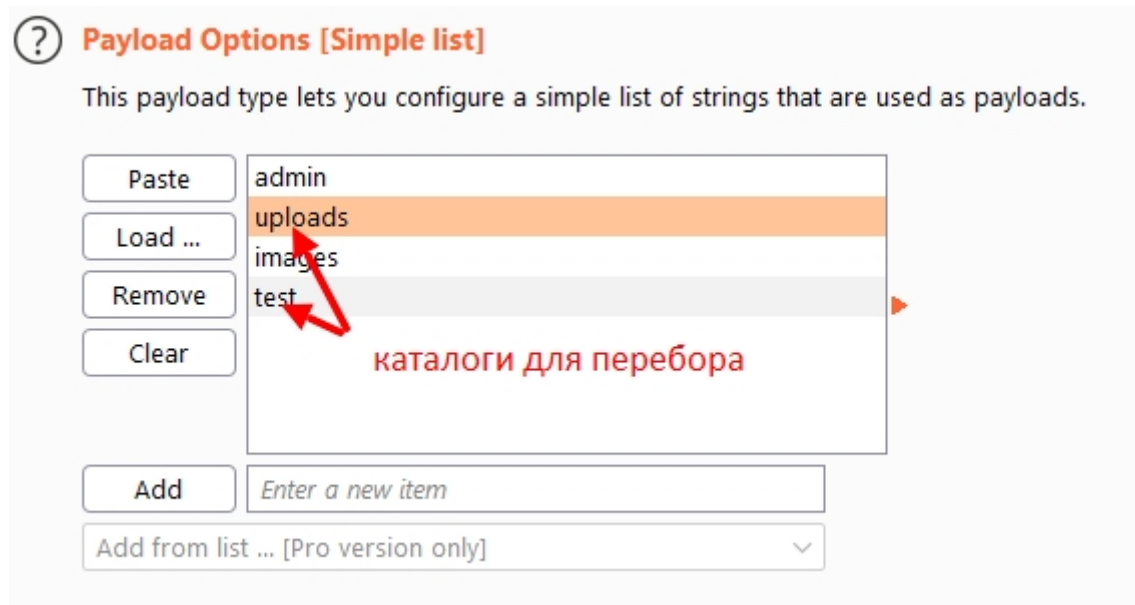 ?
Payload Options [Simple list]
This payload type lets you configure a simple list of strings that are used as payloads.
Paste
Load ...
Remove
Clear
admin
uploads
images
test
каталоги для перебора
Add
Enter a new item
Add from list ... [Pro version only]